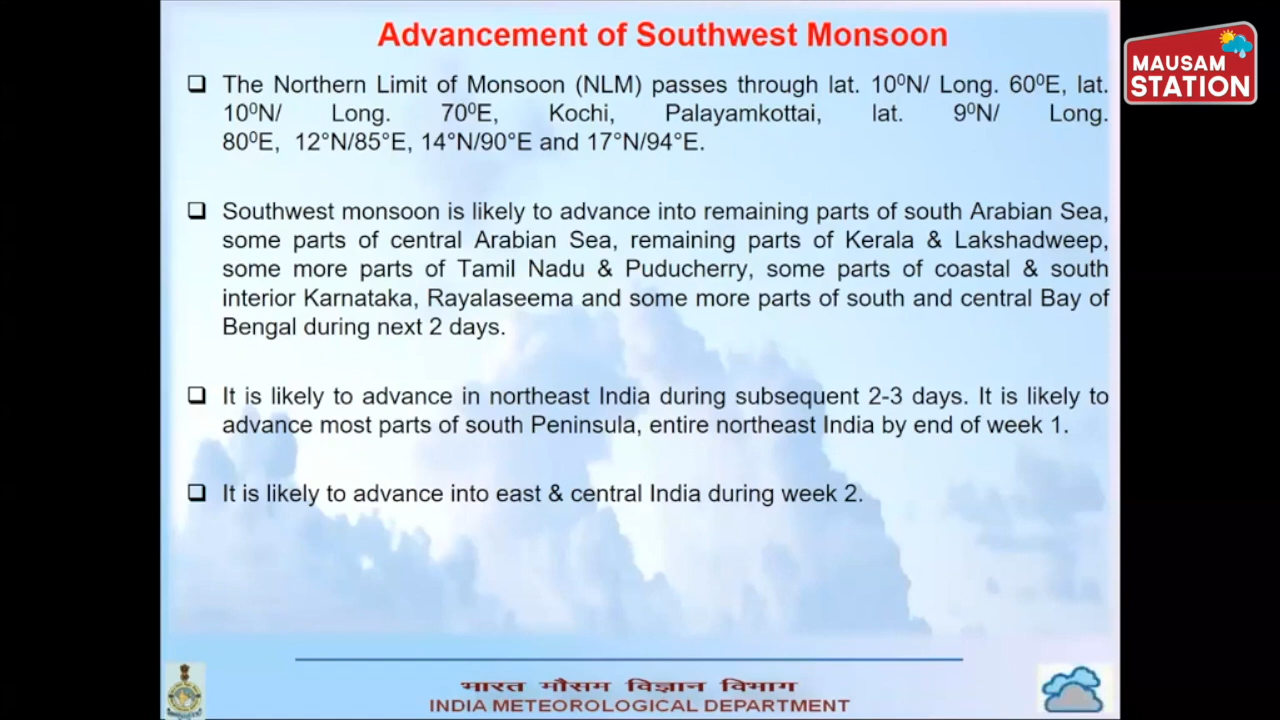 Advancement of Southwest Monsoon
MAUSAM
STATION
❑ The Northern Limit of Monsoon (NLM) passes through lat. 10⁰N/ Long. 60⁰E, lat.
10⁰N/ Long. 70⁰E, Kochi, Palayamkottai, lat. 9⁰N/ Long.
80⁰E, 12°N/85°E, 14°N/90°E and 17°N/94°E.
❑ Southwest monsoon is likely to advance into remaining parts of south Arabian Sea,
some parts of central Arabian Sea, remaining parts of Kerala & Lakshadweep,
some more parts of Tamil Nadu & Puducherry, some parts of coastal & south
interior Karnataka, Rayalaseema and some more parts of south and central Bay of
Bengal during next 2 days.
❑ It is likely to advance in northeast India during subsequent 2-3 days. It is likely to
advance most parts of south Peninsula, entire northeast India by end of week 1.
❑ It is likely to advance into east & central India during week 2.
भारत मौसम विज्ञान विभाग
INDIA METEOROLOGICAL DEPARTMENT